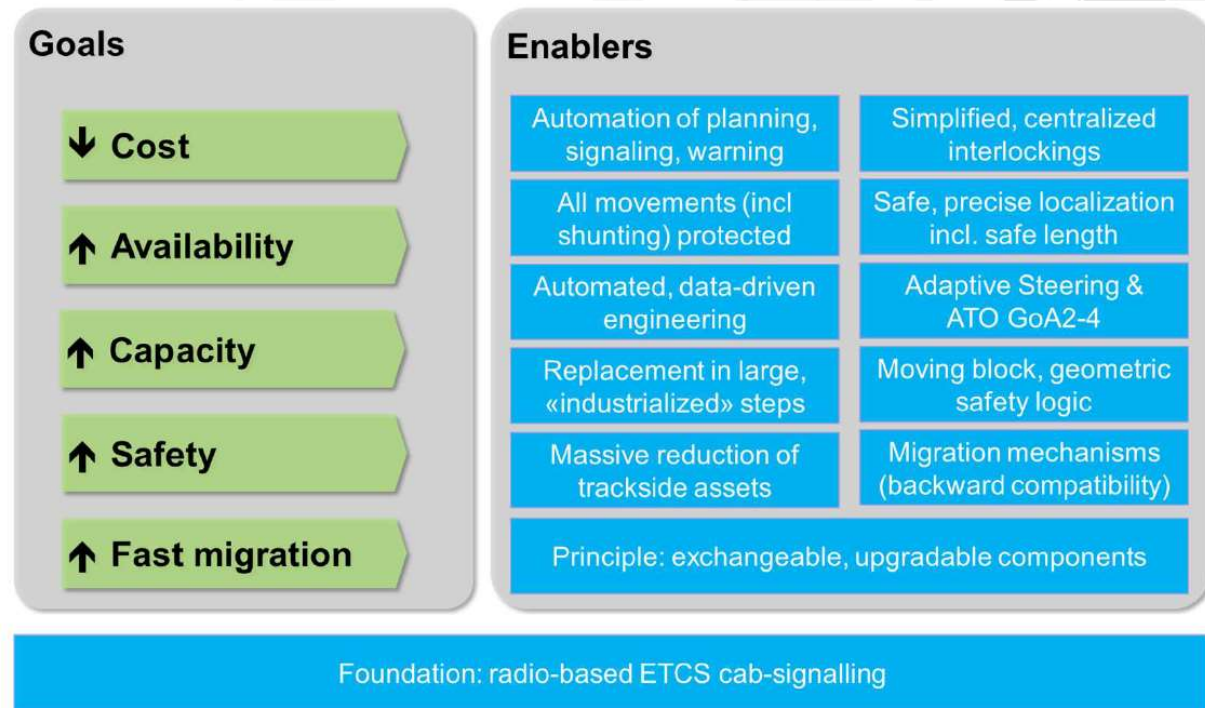 Goals
↓ Cost
↑ Availability
↑ Capacity
↑ Safety
↑ Fast migration
Enablers
Automation of planning,
signaling, warning
Simplified, centralized
interlockings
All movements (incl
shunting) protected
Safe, precise localization
incl. safe length
Automated, data-driven
engineering
Adaptive Steering &
ATO GoA2-4
Replacement in large,
«industrialized» steps
Moving block, geometric
safety logic
Massive reduction of
trackside assets
Migration mechanisms
(backward compatibility)
Principle: exchangeable, upgradable components
Foundation: radio-based ETCS cab-signalling